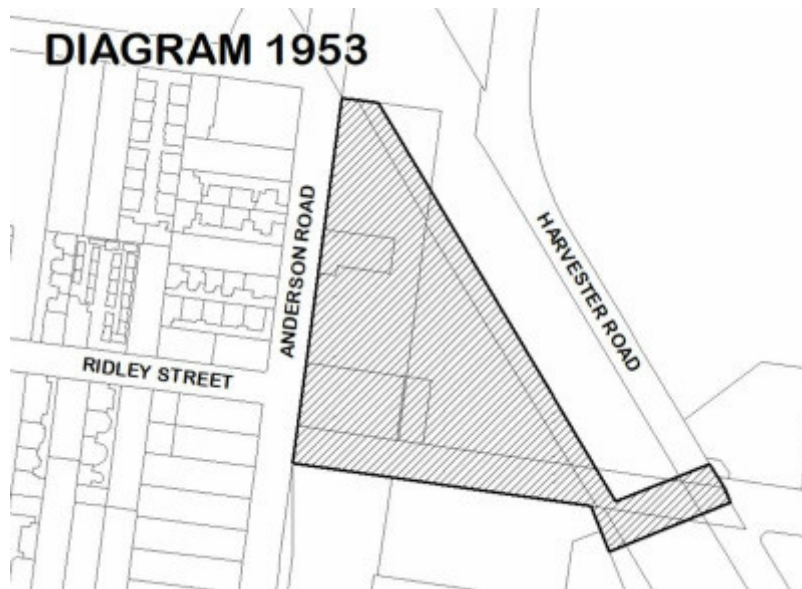 DIAGRAM 1953
ANDERSON ROAD
HARVESTER ROAD
RIDLEY STREET